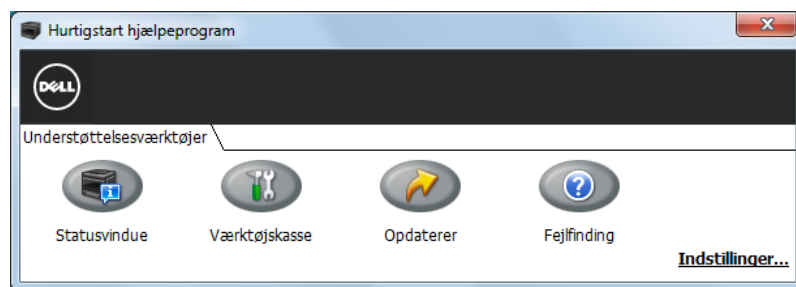 Hurtigstart hjælpeprogram
DELL
Understøttelsesværktøjer
Statusvindue Værktøjskasse Opdaterer Fejlfinding
Indstillinger...